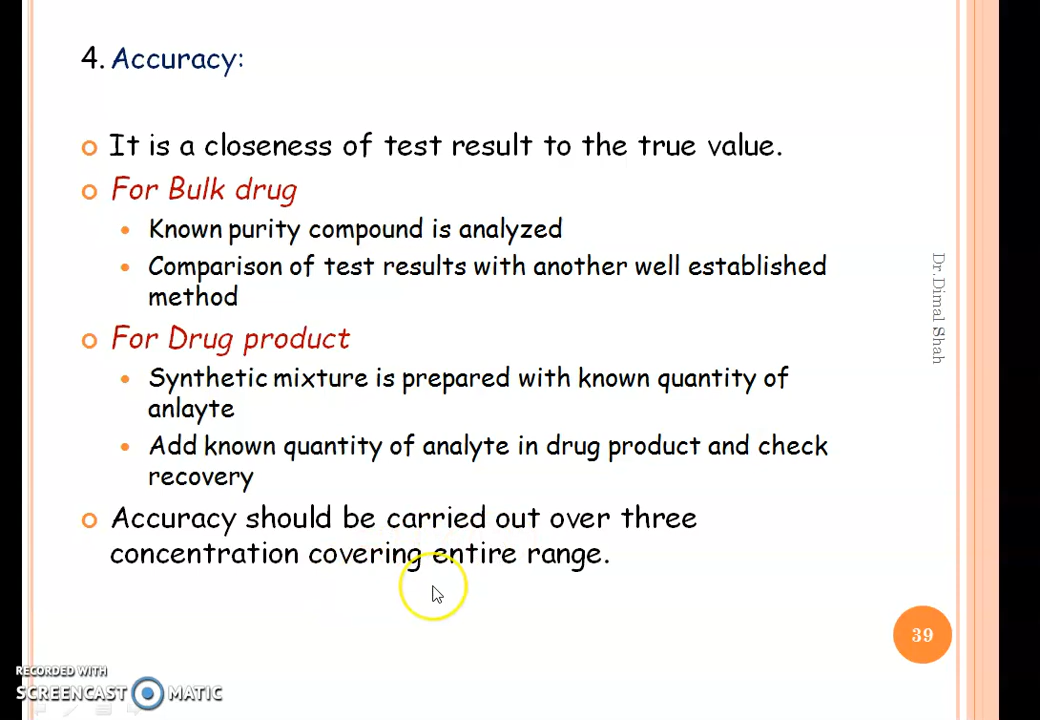 4. Accuracy:
It is a closeness of test result to the true value.
For Bulk drug
Known purity compound is analyzed
Comparison of test results with another well established
method
For Drug product
Synthetic mixture is prepared with known quantity of
anlayte
Add known quantity of analyte in drug product and check
recovery
Accuracy should be carried out over three
concentration covering entire range.
Dr.Dimal Shah
39
RECORDED WITH
SCREENCAST MATIC